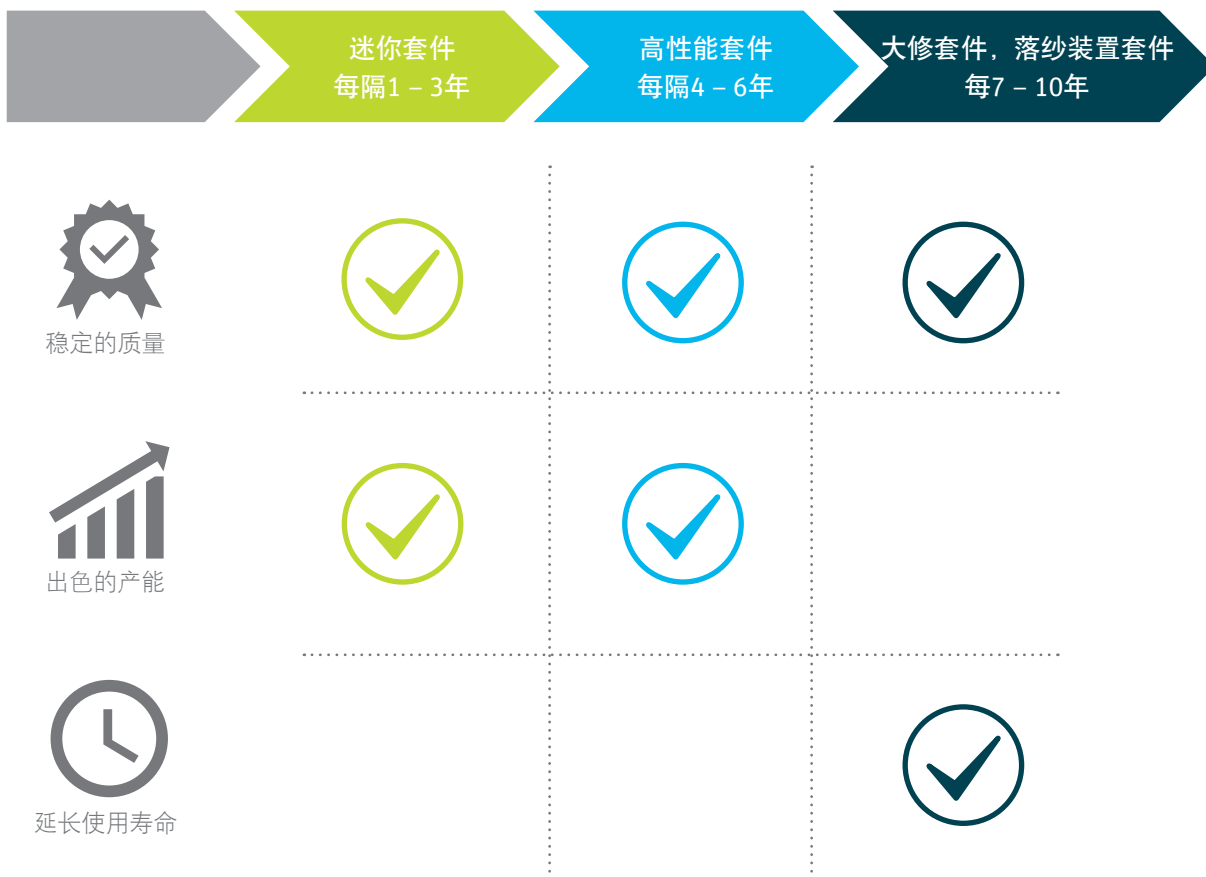 迷你套件
每隔1 – 3年
高性能套件
每隔4 – 6年
大修套件，落纱装置套件
每7 – 10年
稳定的质量
出色的产能
延长使用寿命